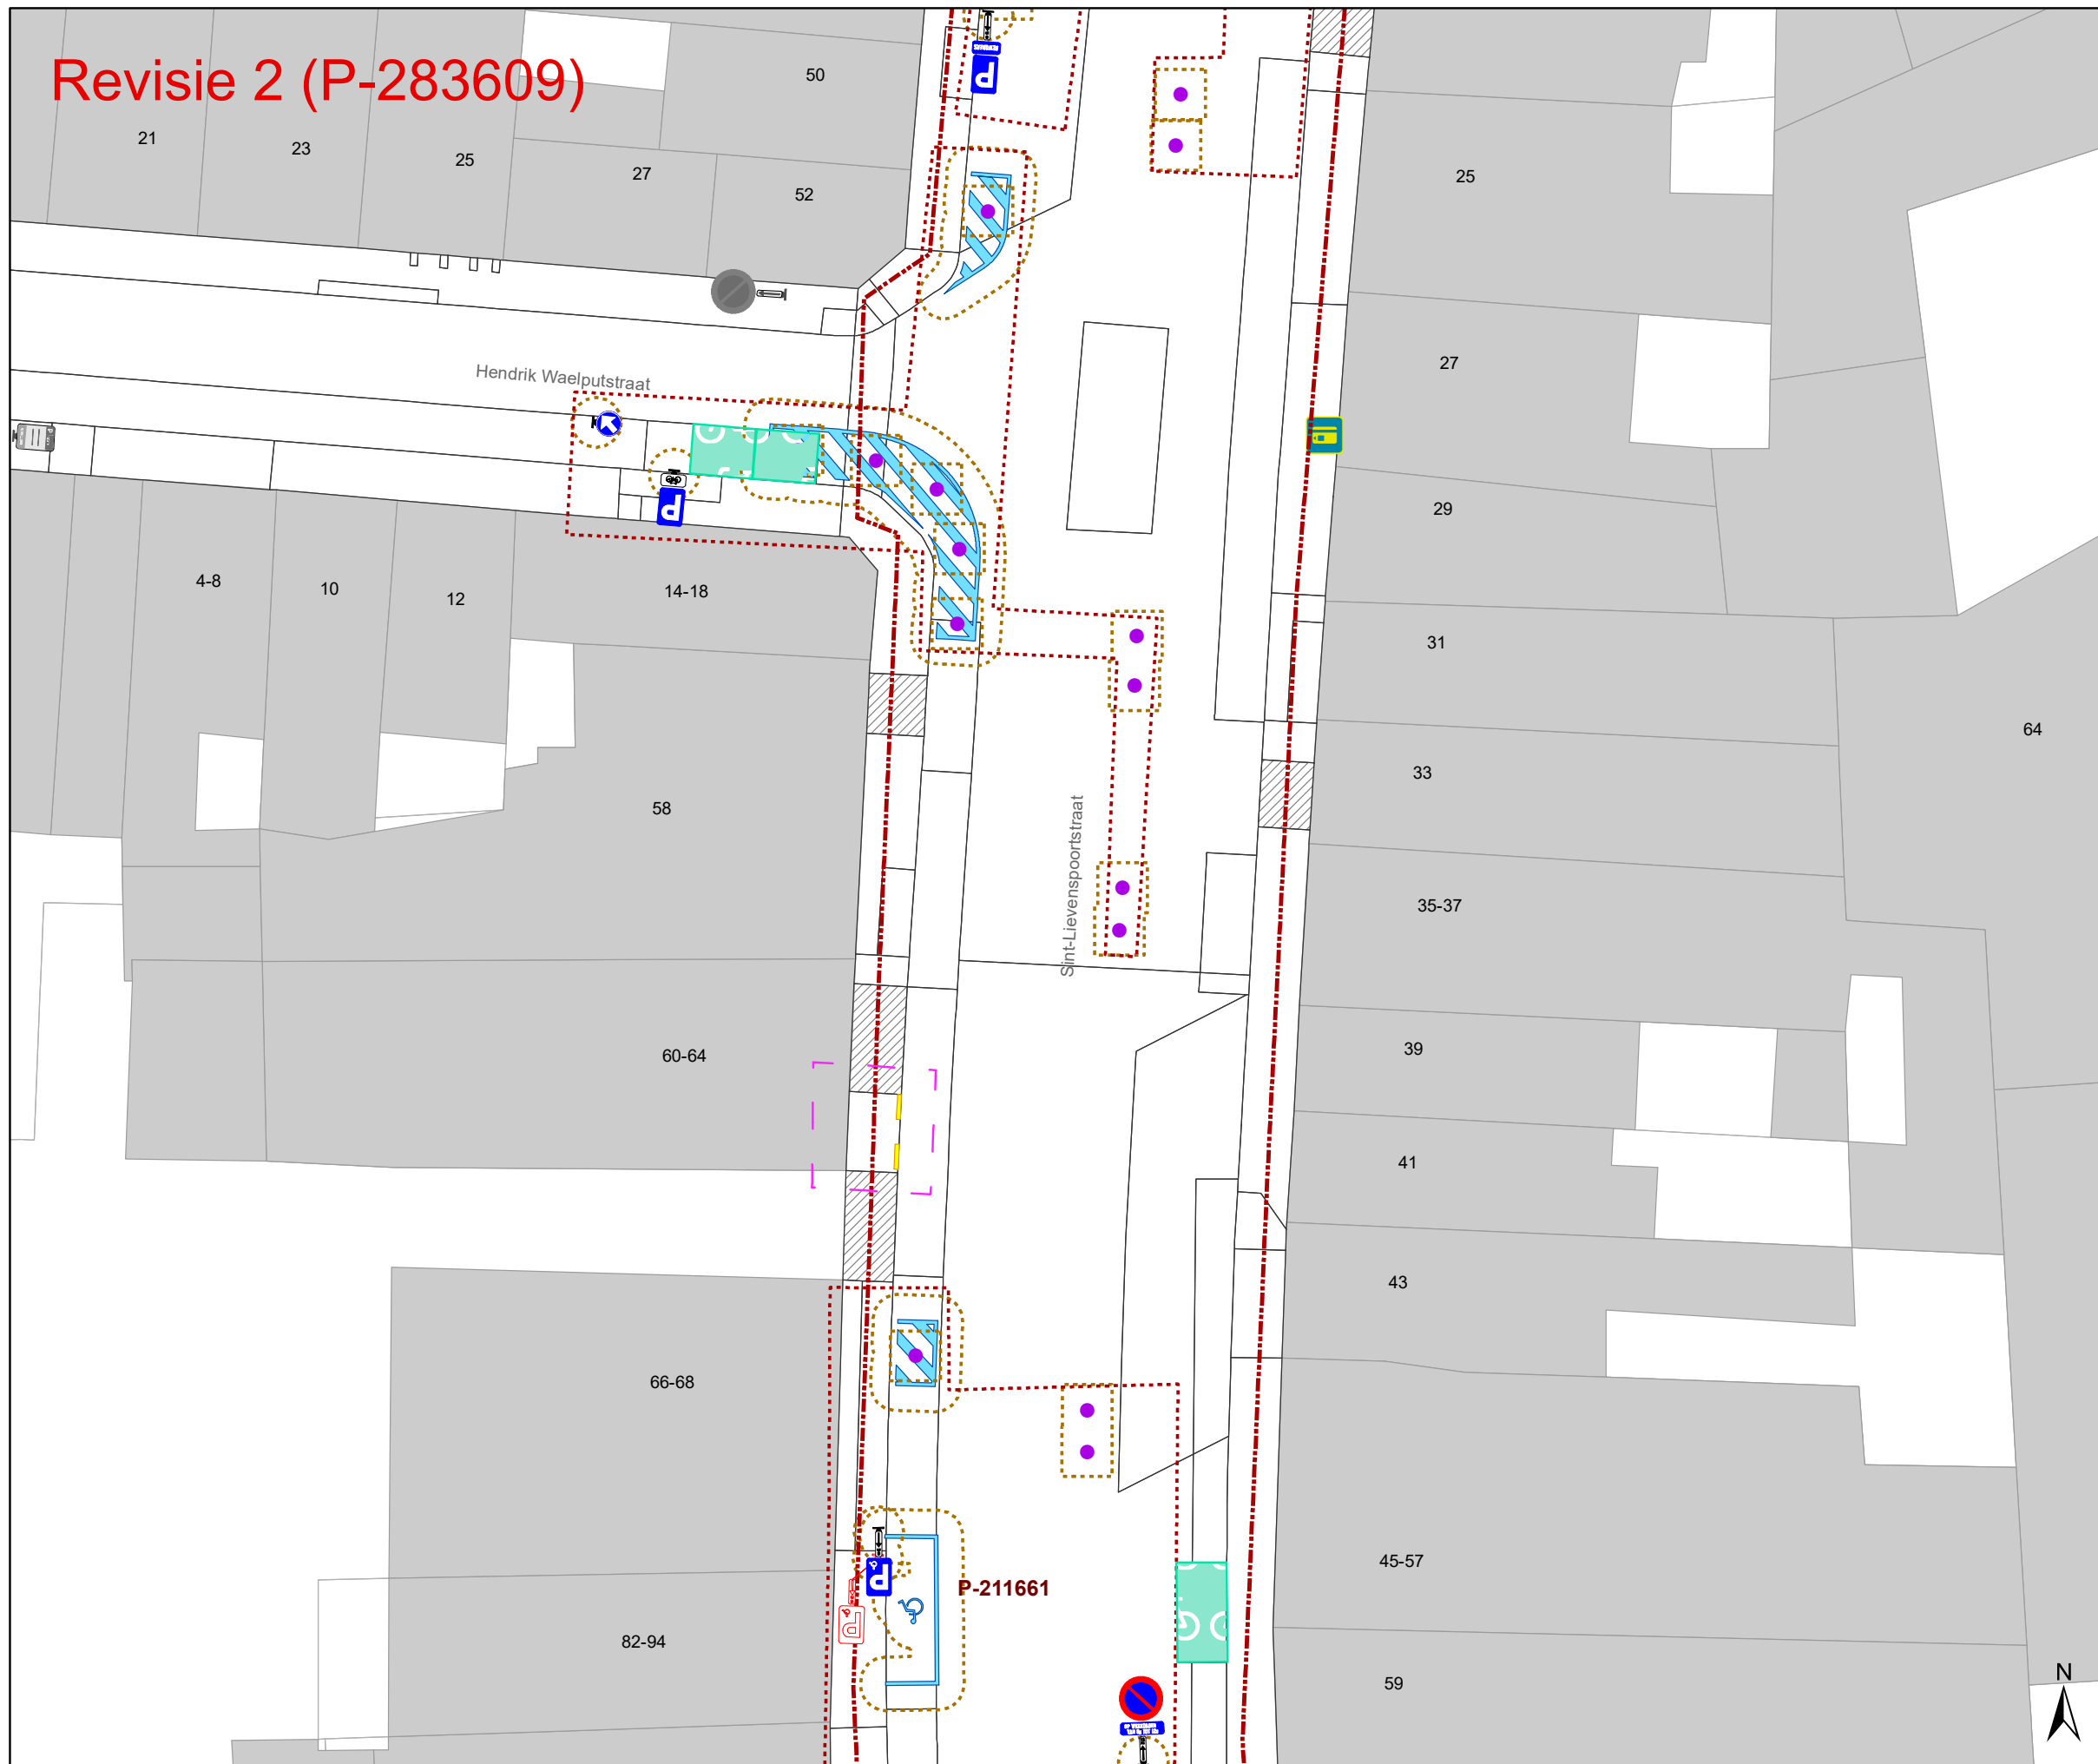 Revisie 2 (P-283609)
50
21
23
25
27
52
P
25
27
Hendrik Waelputstraat
29
P
4-8
10
12
14-18
31
64
33
58
Sint-Lievenspoortstraat
35-37
60-64
39
41
43
66-68
45-57
P
P-211661
P
82-94
59
N